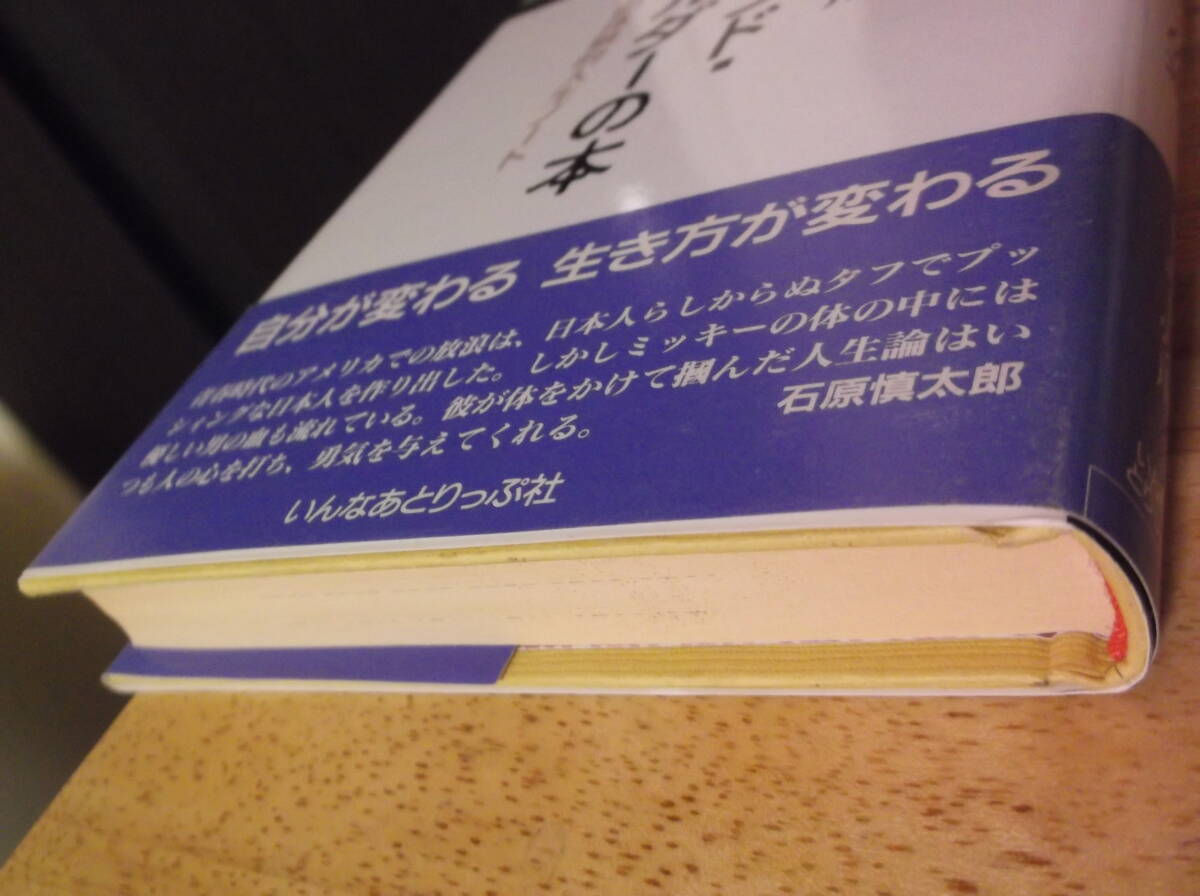 ド・
ダーの本
自分が変わる 生き方が変わる
青春時代のアメリカでの放浪は、日本人らしからぬタフでプッ
シィングな日本人を作り出した。しかしミッキーの体の中には
優しい男の血も流れている。彼が体をかけて摑んだ人生論はい
つも人の心を打ち、勇気を与えてくれる。
石原慎太郎
いんなあとりっぷ社